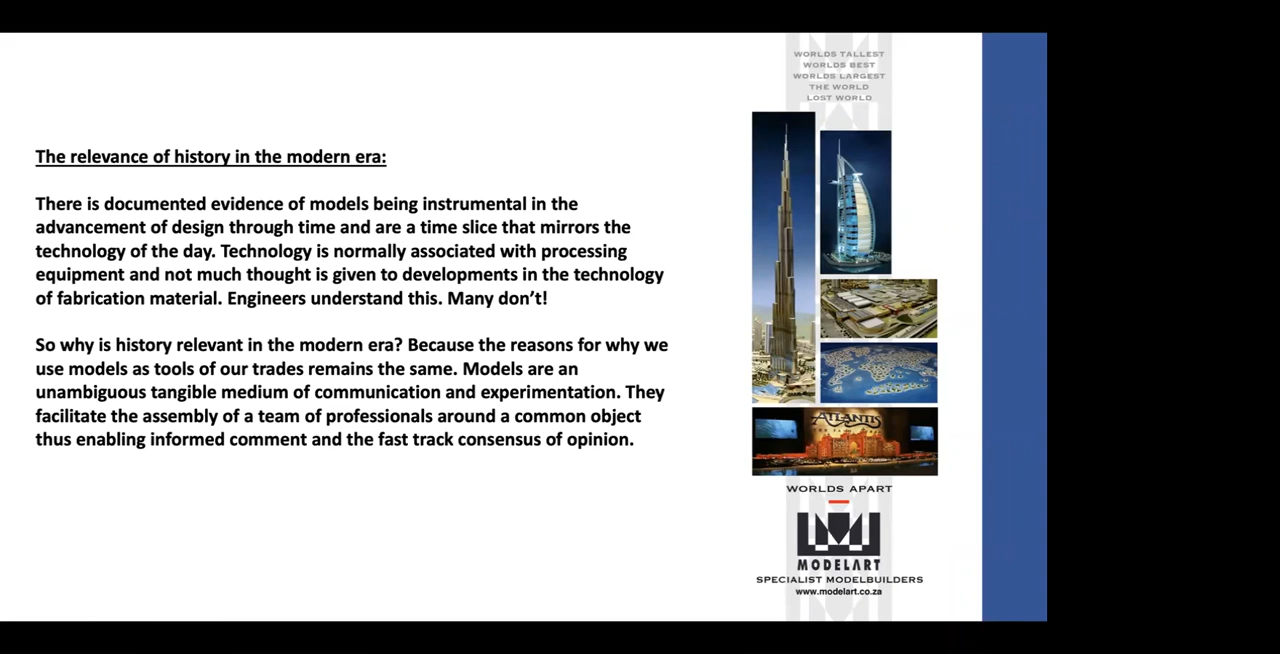 The relevance of history in the modern era:
There is documented evidence of models being instrumental in the
advancement of design through time and are a time slice that mirrors the
technology of the day. Technology is normally associated with processing
equipment and not much thought is given to developments in the technology
of fabrication material. Engineers understand this. Many don’t!
So why is history relevant in the modern era? Because the reasons for why we
use models as tools of our trades remains the same. Models are an
unambiguous tangible medium of communication and experimentation. They
facilitate the assembly of a team of professionals around a common object
thus enabling informed comment and the fast track consensus of opinion.
WORLDS TALLEST
WORLDS BEST
WORLDS LARGEST
THE WORLD
LOST WORLD
ATLANTIS
WORLDS APART
MODELART
SPECIALIST MODELBUILDERS
www.modelart.co.za